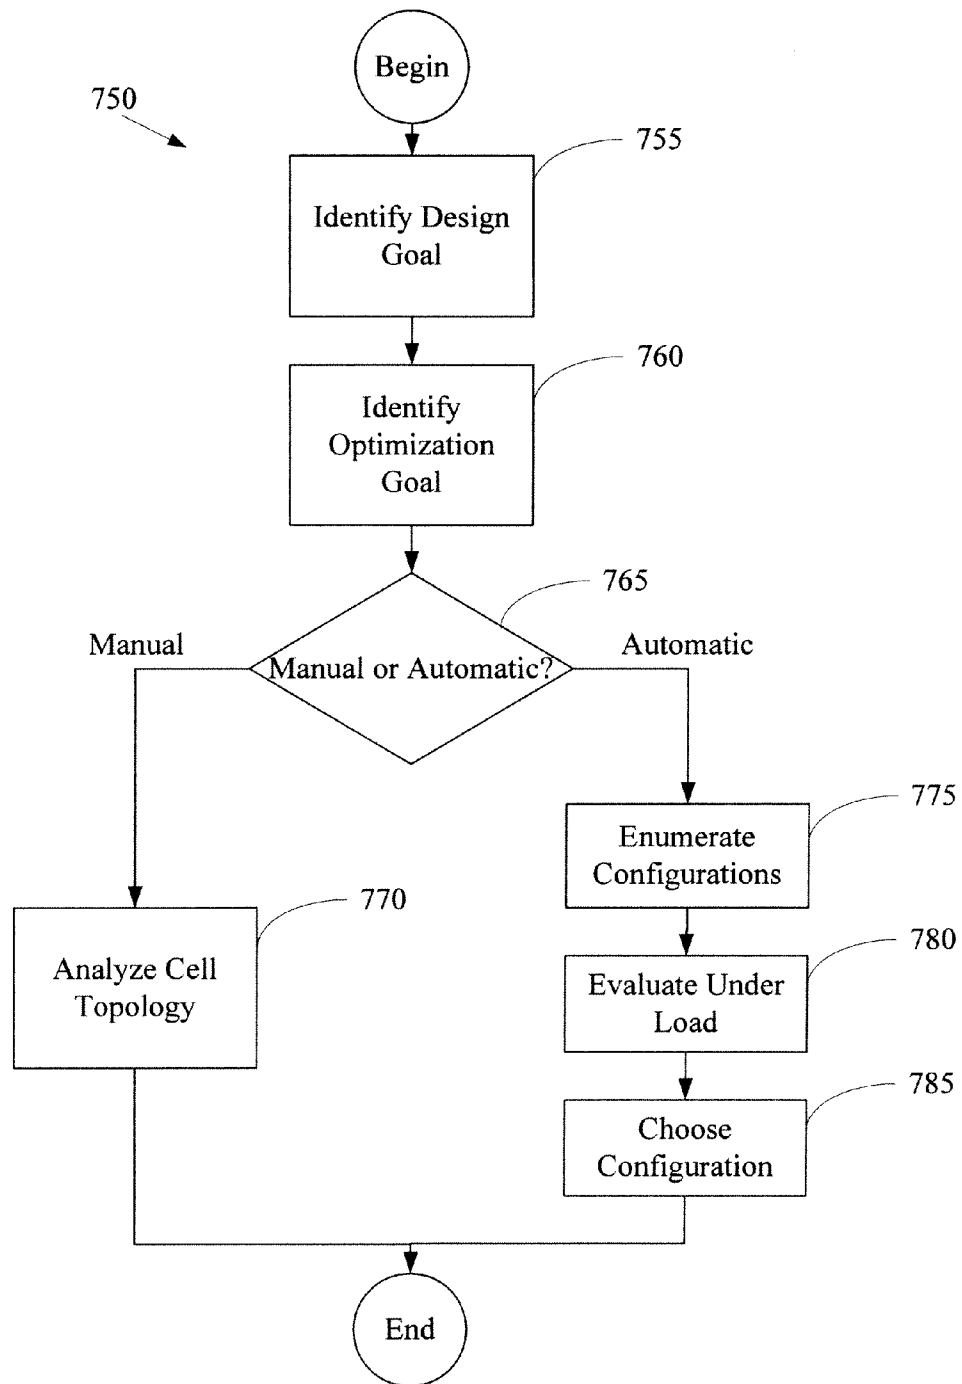 Begin
750
755
Identify Design
Goal
760
Identify
Optimization
Goal
765
Manual
Automatic
Manual or Automatic?
775
Enumerate
Configurations
770
Analyze Cell
Topology
780
Evaluate Under
Load
785
Choose
Configuration
End